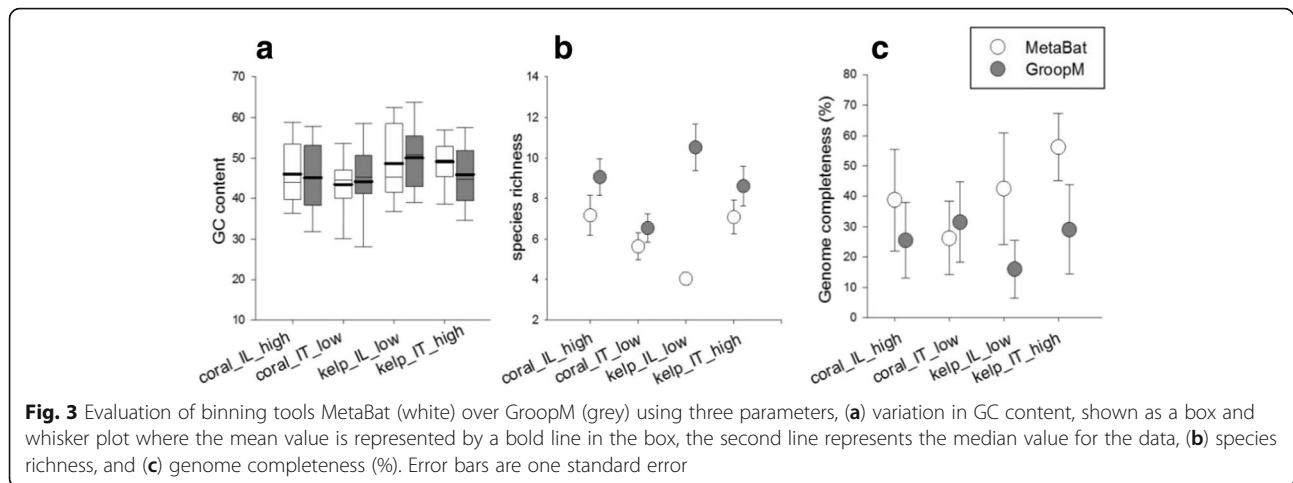 a
b
c
MetaBat
GroopM
70
60
50
40
30
20
10
GC content
coral_IL_high
coral_IT_low
kelp_IL_low
kelp_IT_high
14
12
10
8
6
4
2
species richness
coral_IL_high
coral_IT_low
kelp_IL_low
kelp_IT_high
80
70
60
50
40
30
20
10
0
Genome completeness (%)
coral_IL_high
coral_IT_low
kelp_IL_low
kelp_IT_high
Fig. 3 Evaluation of binning tools MetaBat (white) over GroopM (grey) using three parameters, (a) variation in GC content, shown as a box and
whisker plot where the mean value is represented by a bold line in the box, the second line represents the median value for the data, (b) species
richness, and (c) genome completeness (%). Error bars are one standard error